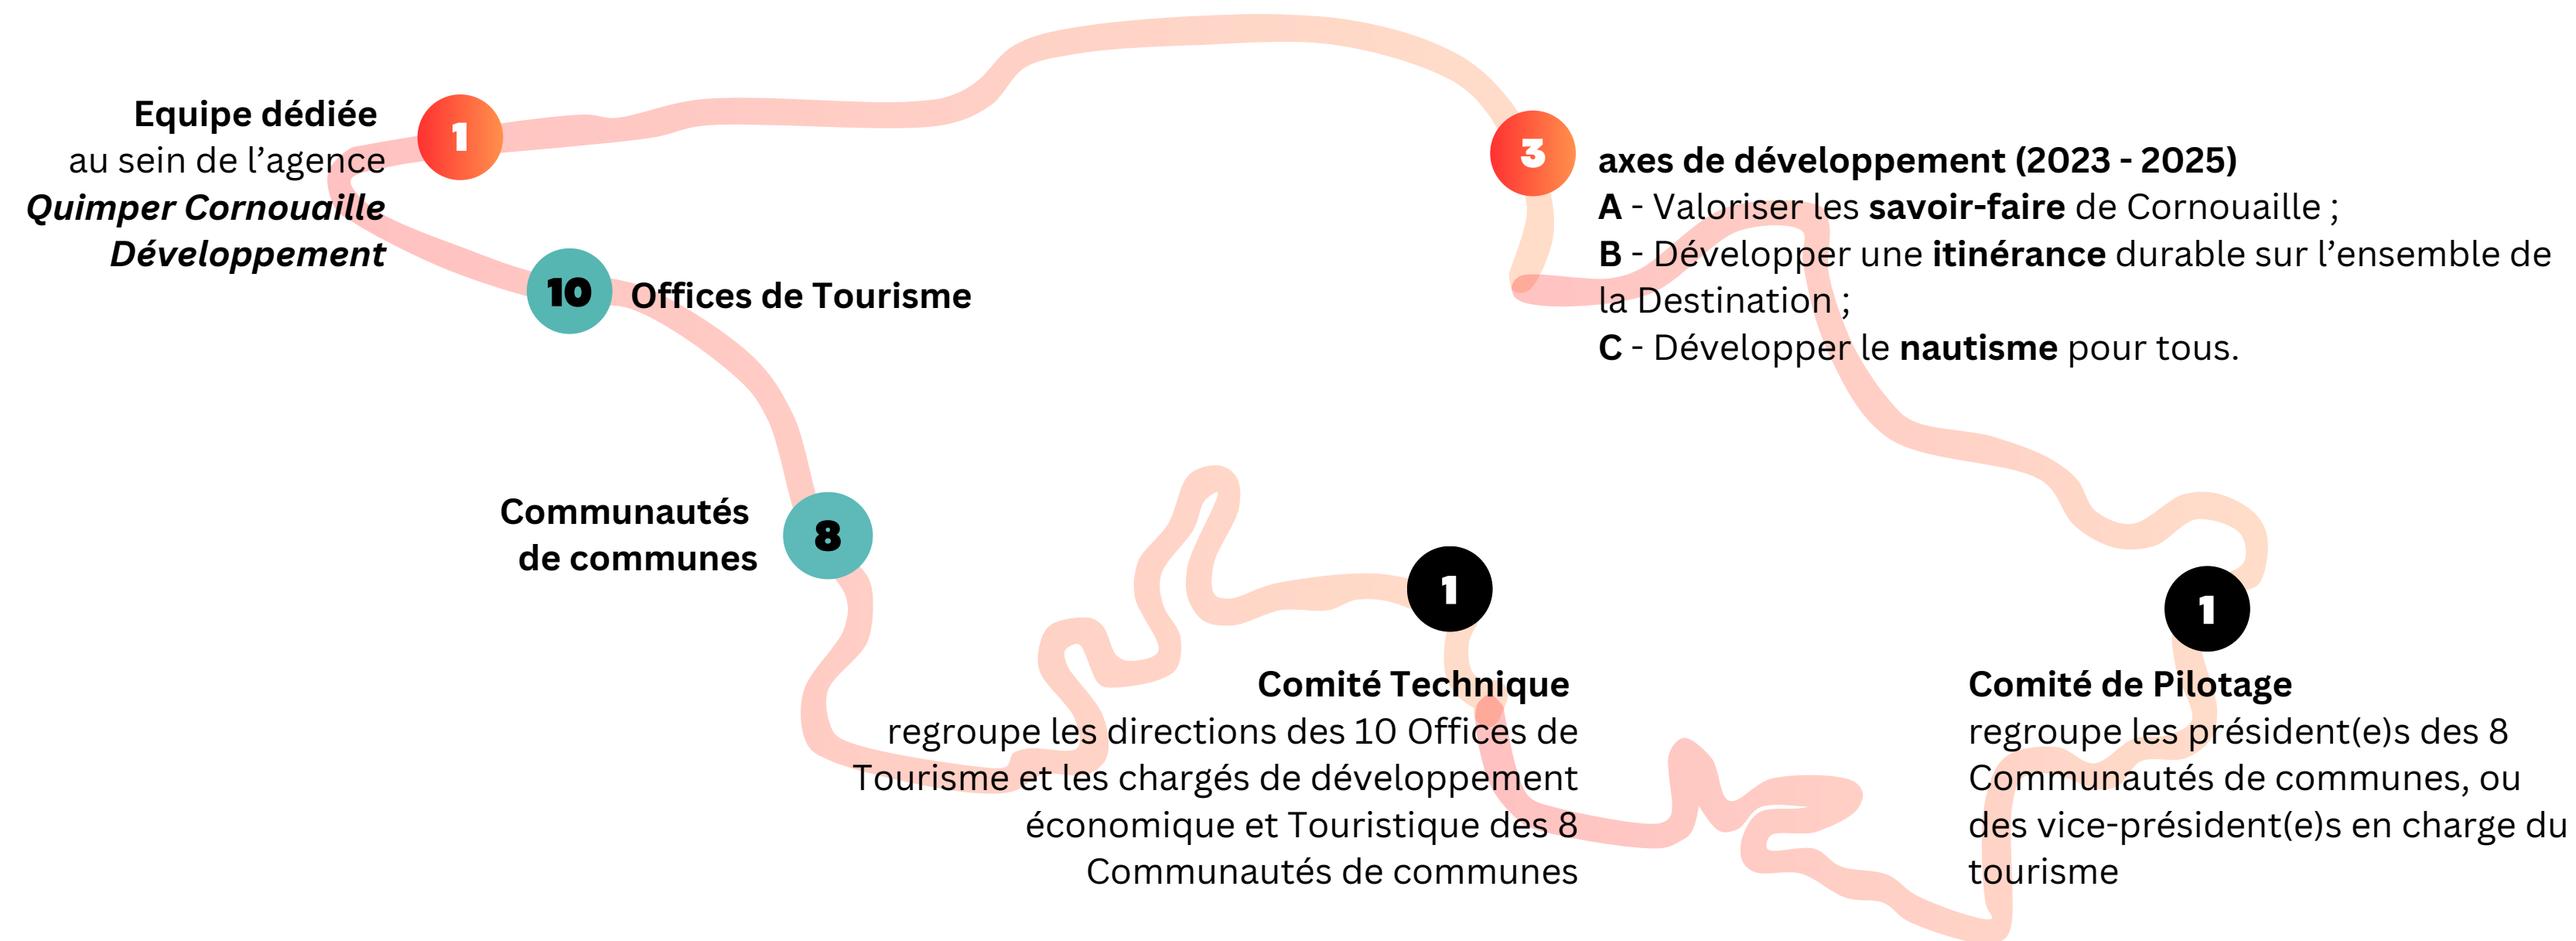 1
Equipe dédiée
au sein de l’agence
Quimper Cornouaille
Développement
3
axes de développement (2023 - 2025)
A - Valoriser les savoir-faire de Cornouaille ;
B - Développer une itinérance durable sur l’ensemble de
la Destination ;
C - Développer le nautisme pour tous.
10
Offices de Tourisme
8
Communautés
de communes
1
Comité Technique
regroupe les directions des 10 Offices de
Tourisme et les chargés de développement
économique et Touristique des 8
Communautés de communes
1
Comité de Pilotage
regroupe les président(e)s des 8
Communautés de communes, ou
des vice-président(e)s en charge du
tourisme